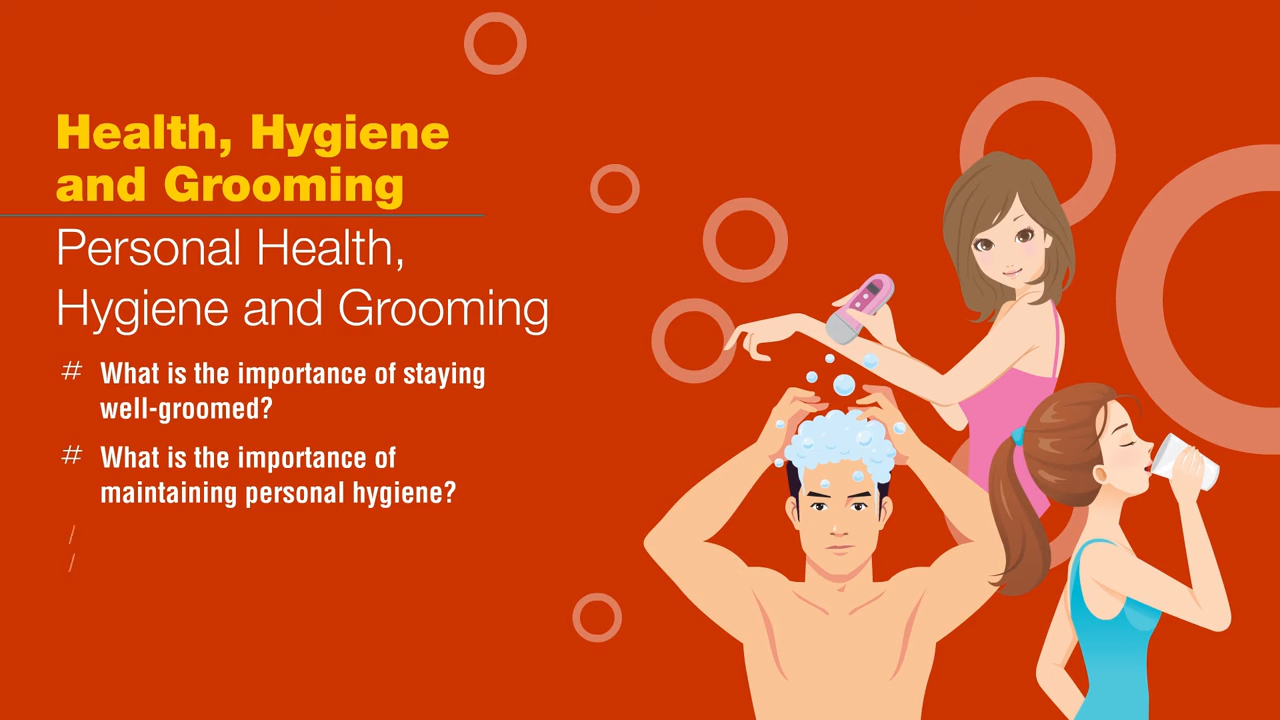 Health, Hygiene
and Grooming
Personal Health,
Hygiene and Grooming
# What is the importance of staying
well-groomed?
# What is the importance of
maintaining personal hygiene?
/
/